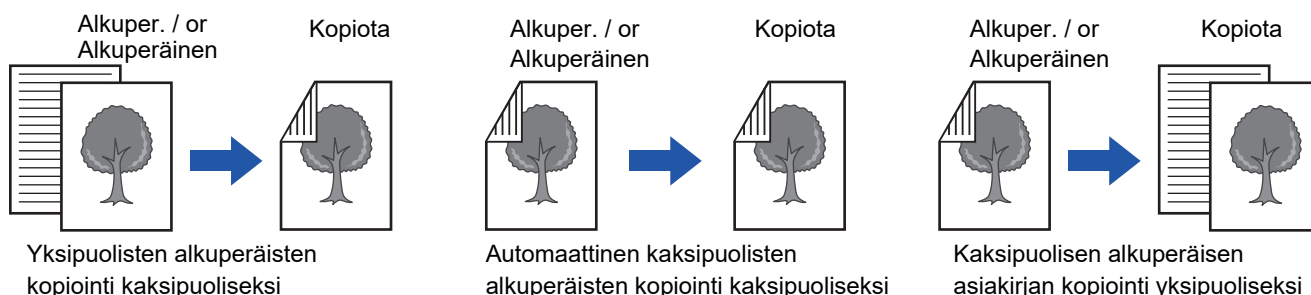 Alkuper. / or
Alkuperäinen
Kopiota
Yksipuolisten alkuperäisten
kopiointi kaksipuoliseksi
Alkuper. / or
Alkuperäinen
Kopiota
Automaattinen kaksipuolisten
alkuperäisten kopiointi kaksipuoliseksi
Alkuper. / or
Alkuperäinen
Kopiota
Kaksipuolisen alkuperäisen
asiakirjan kopiointi yksipuoliseksi